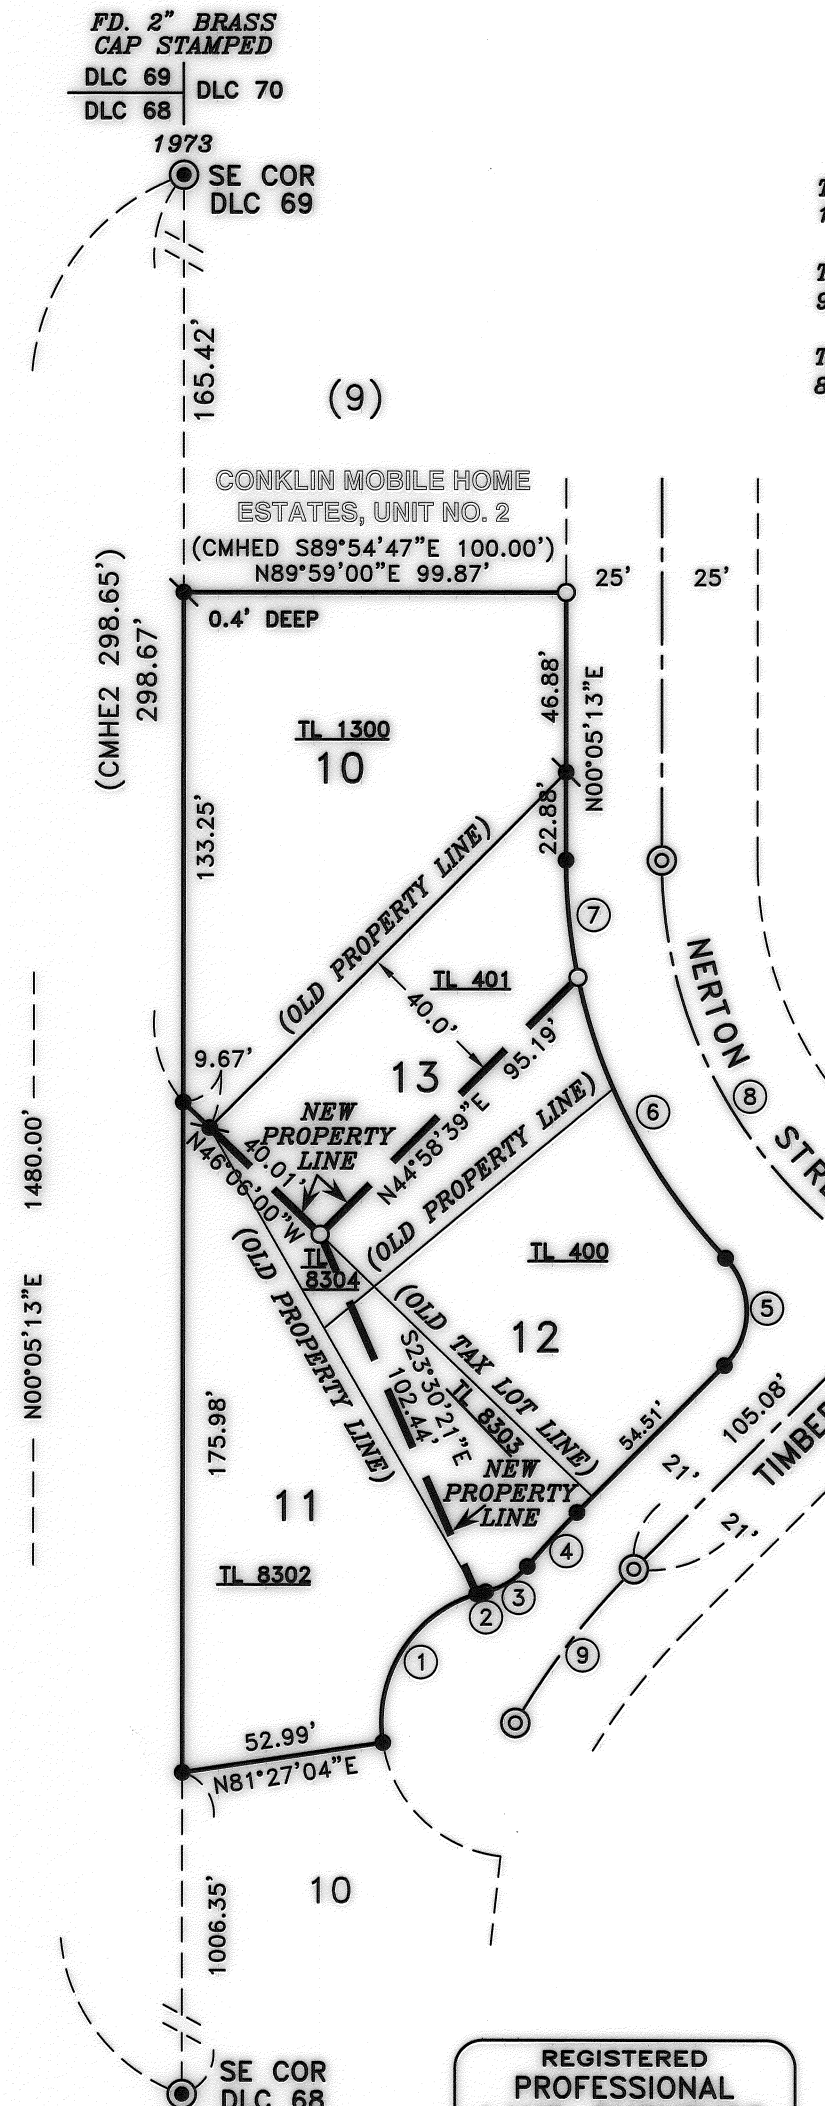 FD. 2" BRASS
CAP STAMPED
DLC 69
DLC 68
DLC 70
1973
SE COR
DLC 69
165.42'
(9)
CONKLIN MOBILE HOME
ESTATES, UNIT NO. 2
(CMHED S89°54'47"E 100.00')
N89°59'00"E 99.87'
25'
25'
0.4' DEEP
(CMHE2 298.65')
298.67'
46.88'
N00°05'13"E
TL 1300
10
133.25'
22.88'
(OLD PROPERTY LINE)
7
TL 401
40.0'
NERTON
13
95.19'
9.67'
8
6
NEW
PROPERTY
LINE
40.01'
N46°06'00"W
N44°58'39"E
(OLD PROPERTY LINE)
1480.00'
N00°05'13"E
TL
8304
TL 400
(OLD PROPERTY LINE)
(OLD TAX LOT LINE)
12
5
S23°30'21"E
102.44'
TL 8303
175.98'
54.51'
105.08'
NEW
PROPERTY
LINE
21'
21'
11
TL 8302
4
3
2
1
9
52.99'
N81°27'04"E
10
1006.35'
SE COR
DLC 68
REGISTERED
PROFESSIONAL